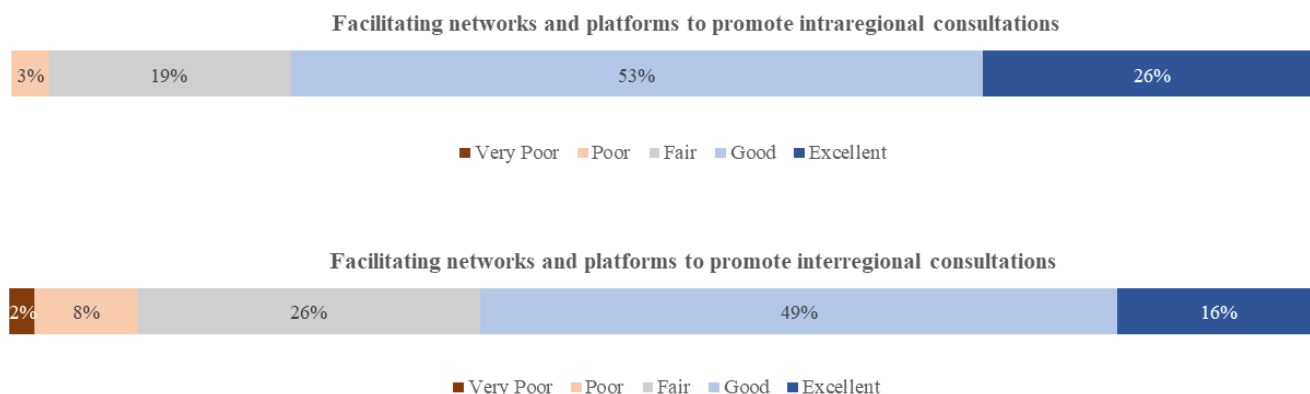 Facilitating networks and platforms to promote intraregional consultations
3% 19% 53% 26%
Very Poor Poor Fair Good Excellent
Facilitating networks and platforms to promote interregional consultations
2% 8% 26% 49% 16%
Very Poor Poor Fair Good Excellent